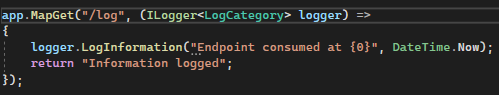 app.MapGet("/log", (ILogger<LogCategory> logger) =>
{
    logger.LogInformation("Endpoint consumed at {0}", DateTime.Now);
    return "Information logged";
});